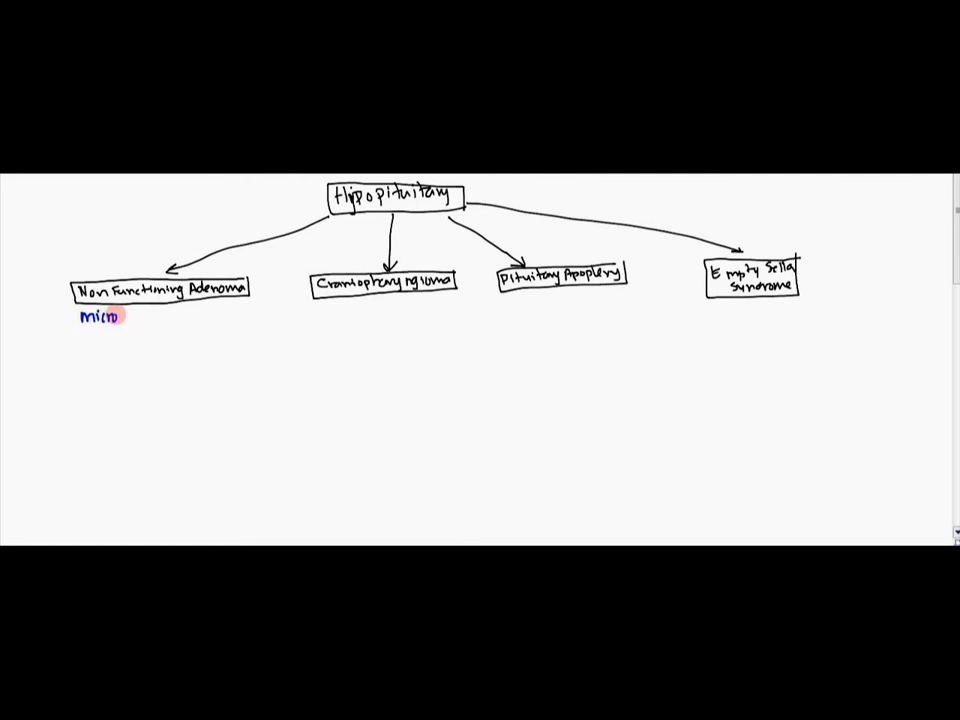 Hypopituitary
Non Functioning Adenoma
Craniopharyngioma
Pituitary Apoplexy
Empty Sella
Syndrome
micro